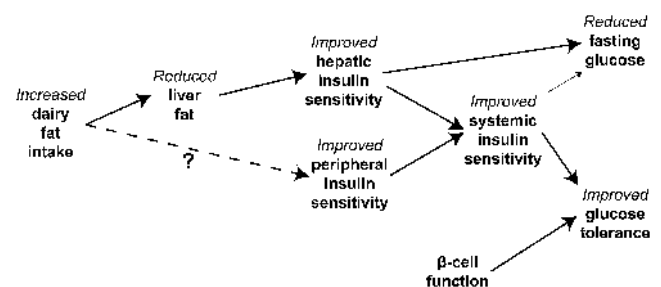 Increased
dairy
fat
intake
Reduced
liver
fat
?
Improved
hepatic
insulin
sensitivity
Improved
peripheral
insulin
sensitivity
Improved
systemic
insulin
sensitivity
Reduced
fasting
glucose
Improved
glucose
tolerance
β-cell
function